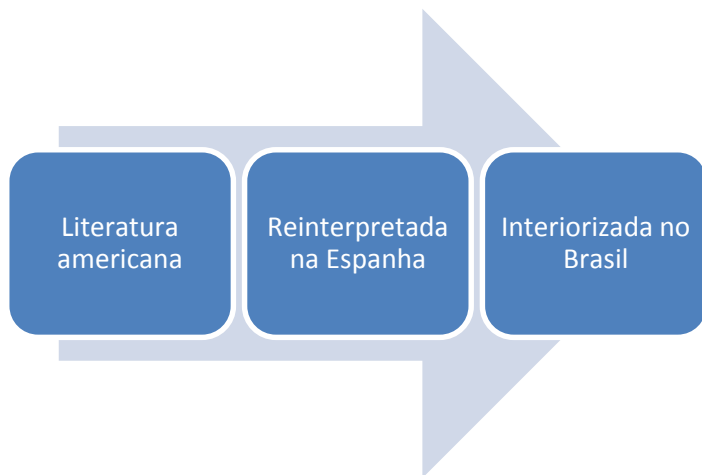 Literatura
americana
Reinterpretada
na Espanha
Interiorizada no
Brasil